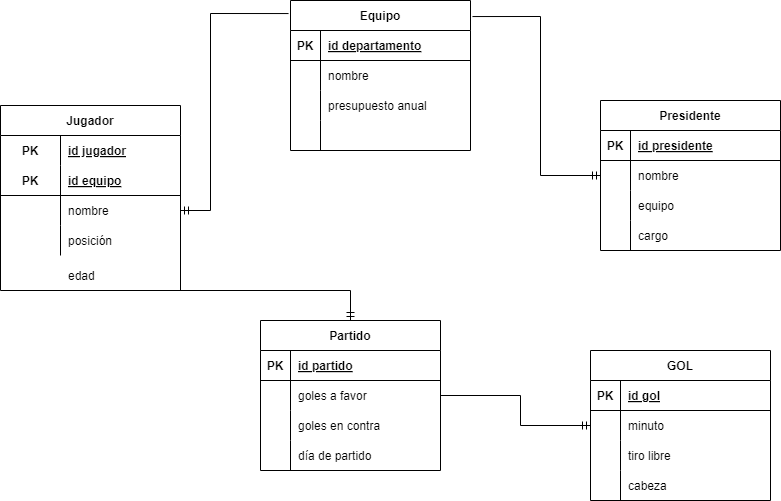 Equipo
PK id departamento
nombre
presupuesto anual
Jugador
PK id jugador
PK id equipo
nombre
posición
edad
Presidente
PK id presidente
nombre
equipo
cargo
Partido
PK id partido
goles a favor
goles en contra
día de partido
GOL
PK id gol
minuto
tiro libre
cabeza